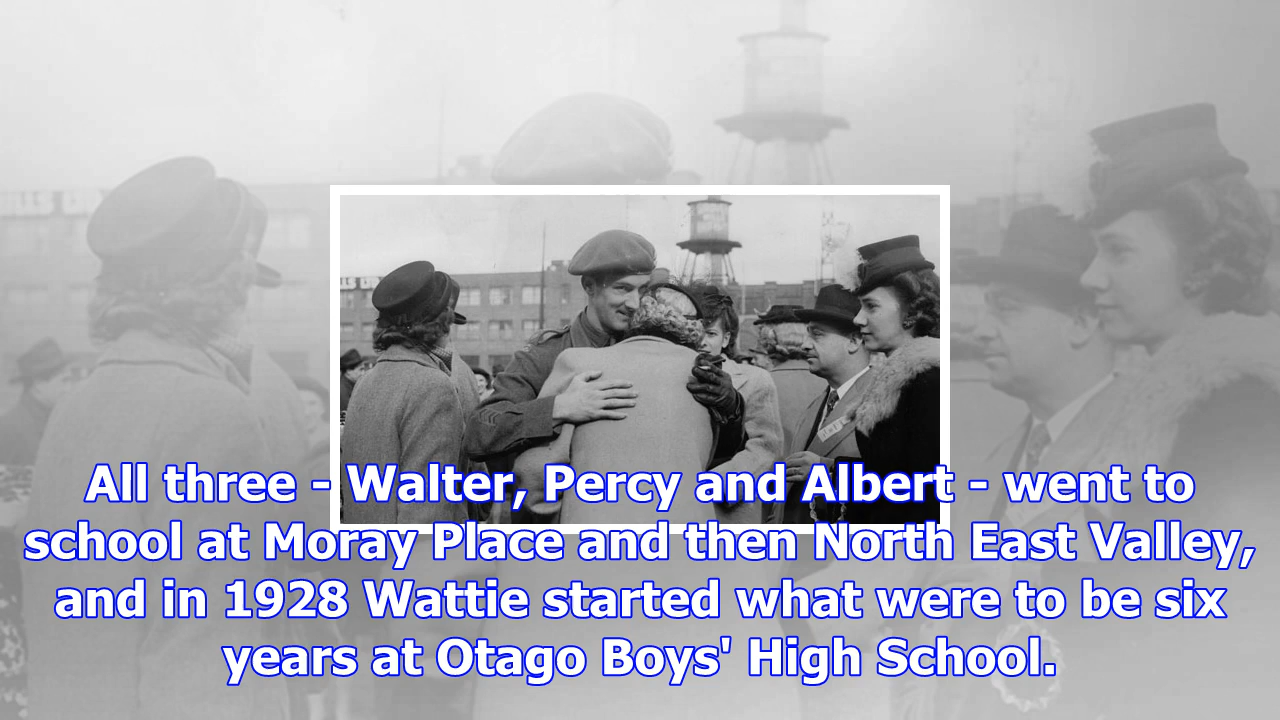 All three - Walter, Percy and Albert - went to
school at Moray Place and then North East Valley,
and in 1928 Wattie started what were to be six
years at Otago Boys' High School.